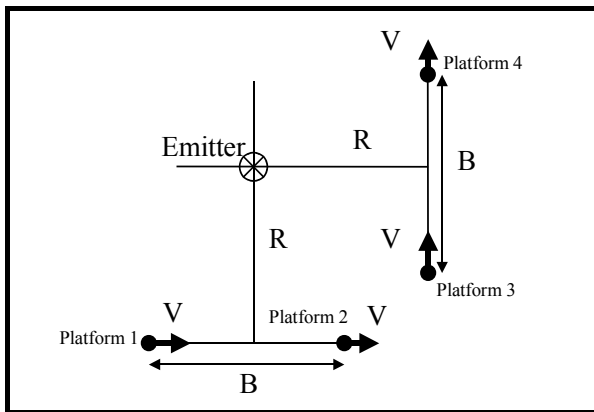 V
Platform 4
Emitter
R
B
R
V
Platform 3
V
Platform 2
V
Platform 1
B